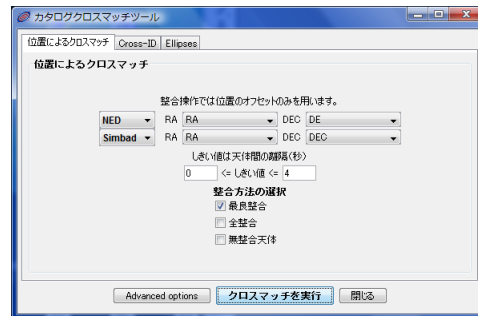 カタログクロスマッチツール
位置によるクロスマッチ Cross-ID Ellipses
位置によるクロスマッチ
整合操作では位置のオフセットのみを用います。
NED RA RA DEC DE
Simbad RA RA DEC DEC
しきい値は天体間の離隔(秒)
0 <= しきい値 <= 4
整合方法の選択
最良整合
全整合
無整合天体
Advanced options クロスマッチを実行 閉じる